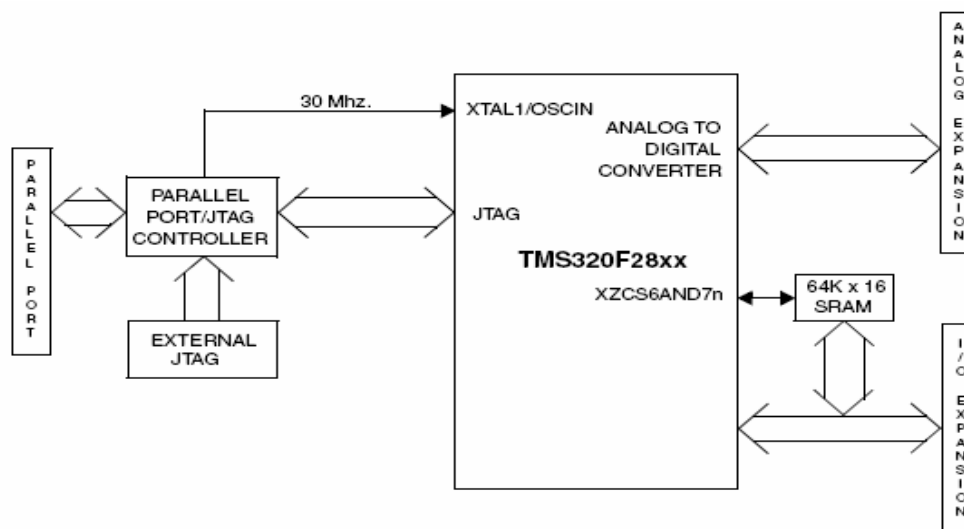 30 Mhz.
XTAL1/OSCIN
ANALOG TO
DIGITAL
CONVERTER
ANALOG EXPANSION
PARALLEL PORT
PARALLEL
PORT/JTAG
CONTROLLER
JTAG
TMS320F28xx
XZCS6AND7n
64K x 16
SRAM
EXTERNAL
JTAG
I/O EXPANSION